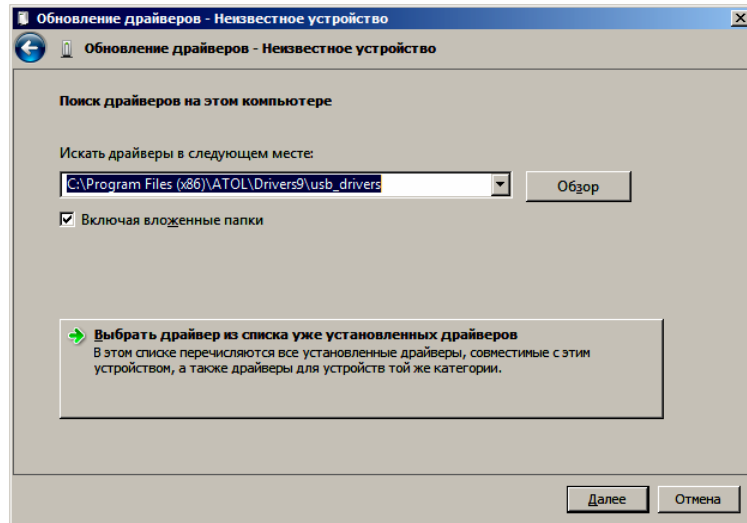 Обновление драйверов - Неизвестное устройство
Обновление драйверов - Неизвестное устройство
Поиск драйверов на этом компьютере
Искать драйверы в следующем месте:
C:\Program Files (x86)\ATOL\Drivers9\usb_drivers
Обзор
Включая вложенные папки
Выбрать драйвер из списка уже установленных драйверов
В этом списке перечисляются все установленные драйверы, совместимые с этим
устройством, а также драйверы для устройств той же категории.
Далее
Отмена